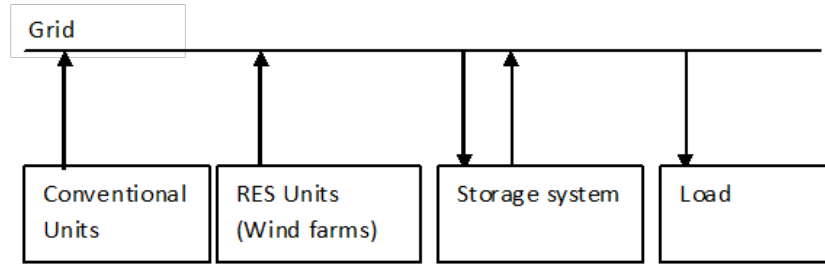 Grid
Conventional
Units
RES Units
(Wind farms)
Storage system
Load